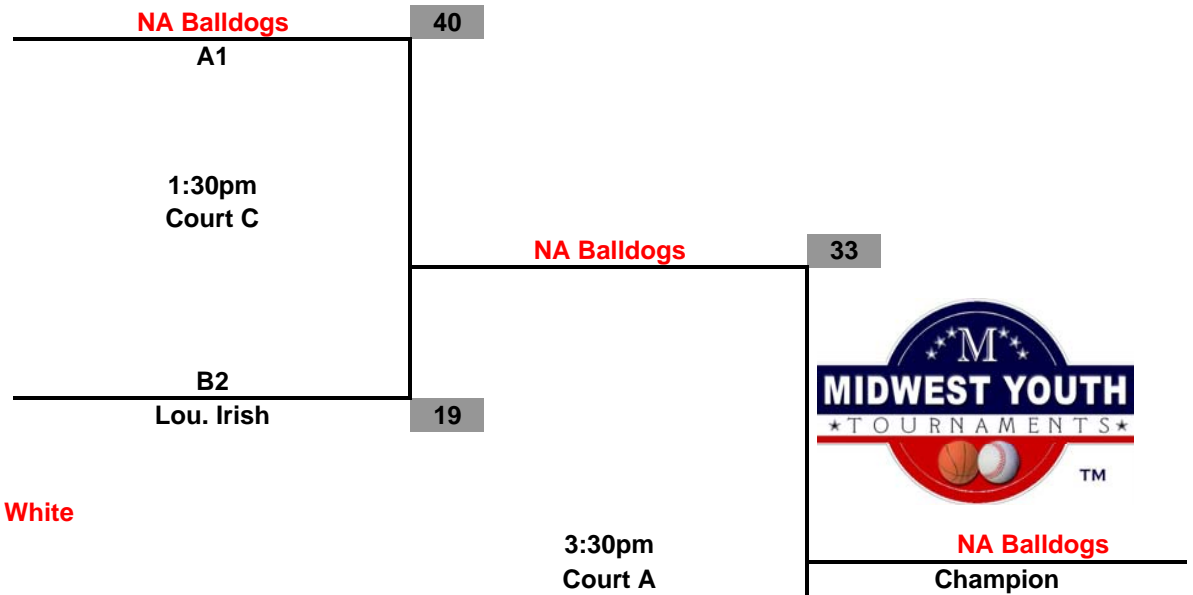 NA Balldogs 40
A1
1:30pm
Court C
NA Balldogs 33
M
MIDWEST YOUTH
TOURNAMENTS
TM
B2
Lou. Irish 19
White
3:30pm
Court A
NA Balldogs
Champion